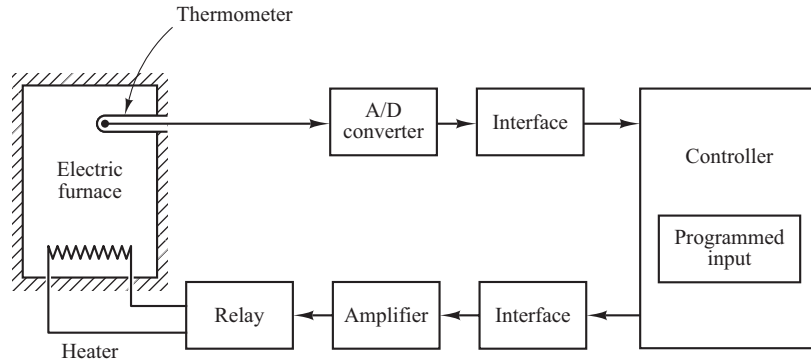 Thermometer
A/D
converter
Interface
Controller
Electric
furnace
Programmed
input
Relay
Amplifier
Interface
Heater